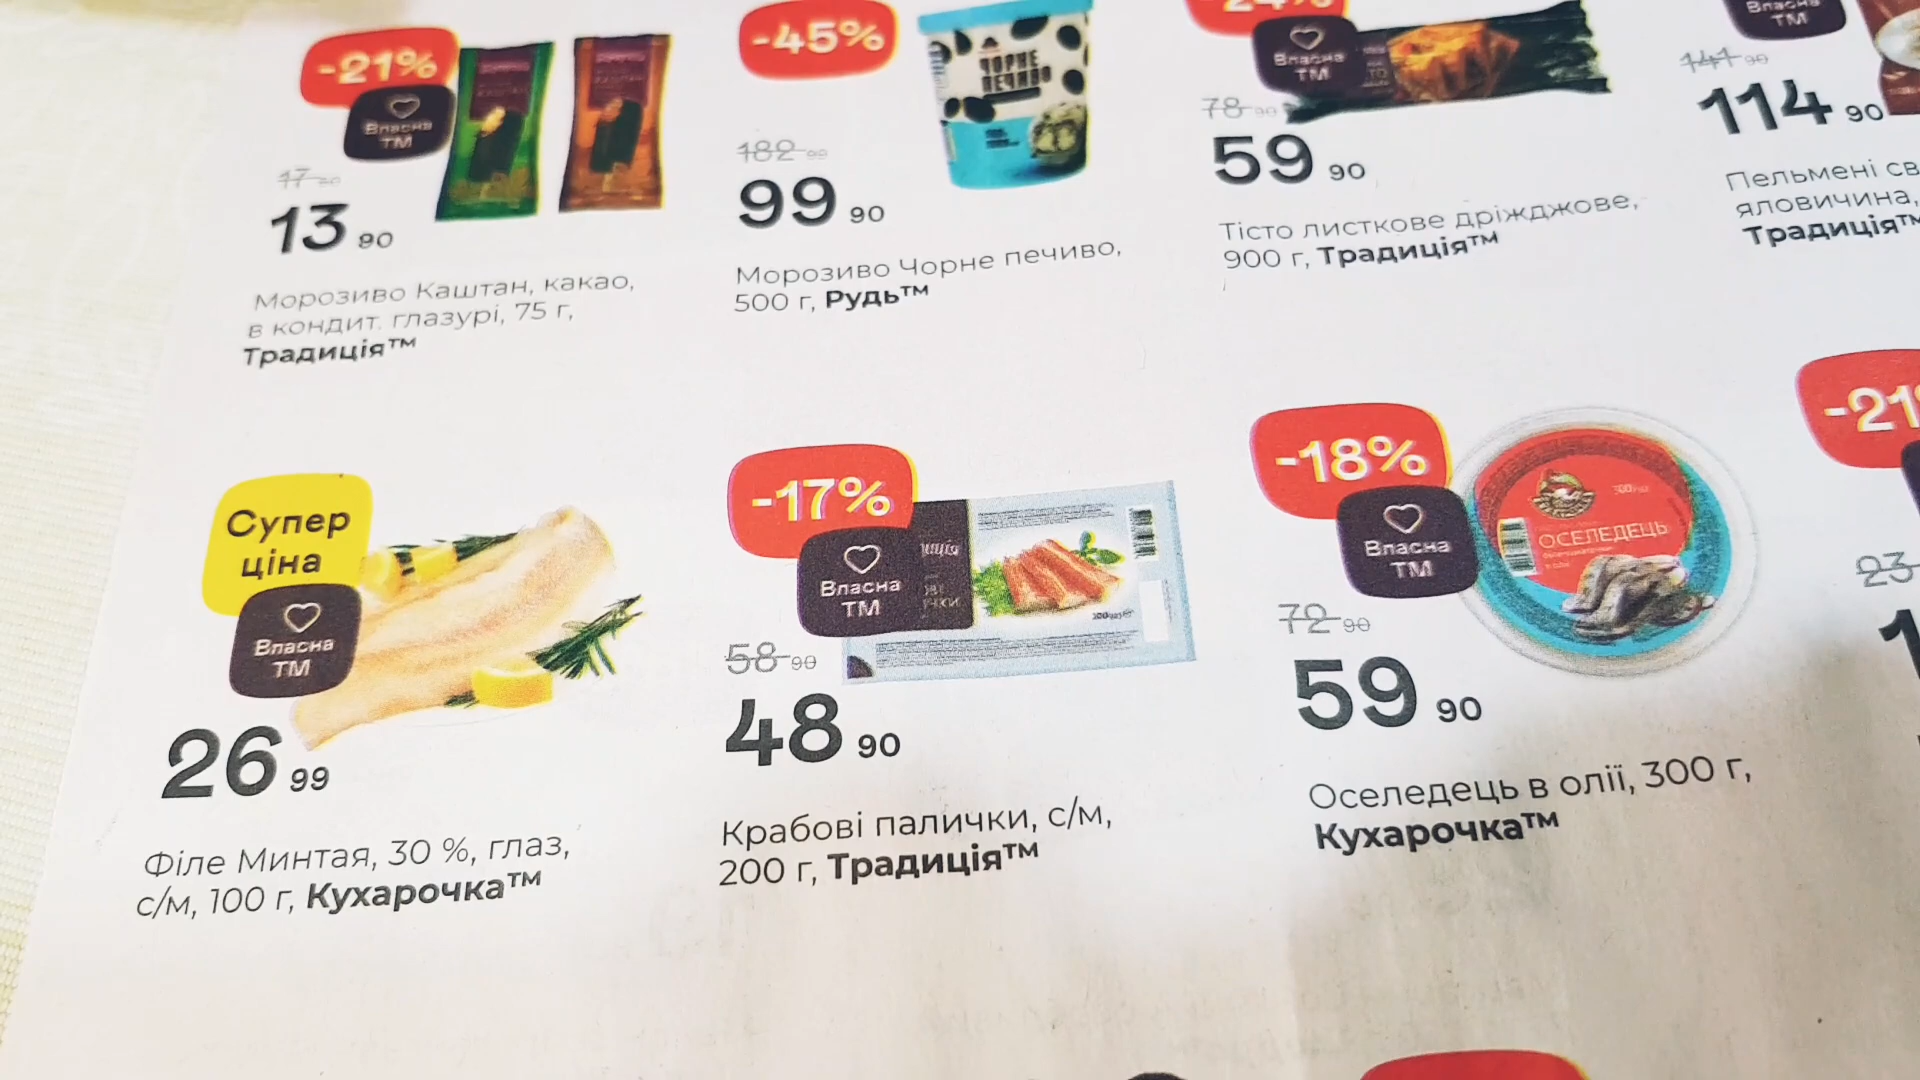 -21%
Власна
ТМ
17
13 90
Морозиво Каштан, какао,
в кондит. глазурі, 75 г,
Традиція™
-45%
ЧОРНЕ
ПЕЧИВО
182
99 90
Морозиво Чорне печиво,
500 г, Рудь™
-24%
Власна
ТМ
78 90
59 90
Тісто листкове дріжджове,
900 г, Традиція™
Власна
ТМ
141 90
114 90
Пельмені св
яловичина,
Традиція™
Супер
ціна
Власна
ТМ
26 99
Філе Минтая, 30 %, глаз,
с/м, 100 г, Кухарочка™
-17%
Власна
ТМ
58 90
48 90
Крабові палички, с/м,
200 г, Традиція™
-18%
Власна
ТМ
ОСЕЛЕДЕЦЬ
72 90
59 90
Оселедець в олії, 300 г,
Кухарочка™
-21
23
1